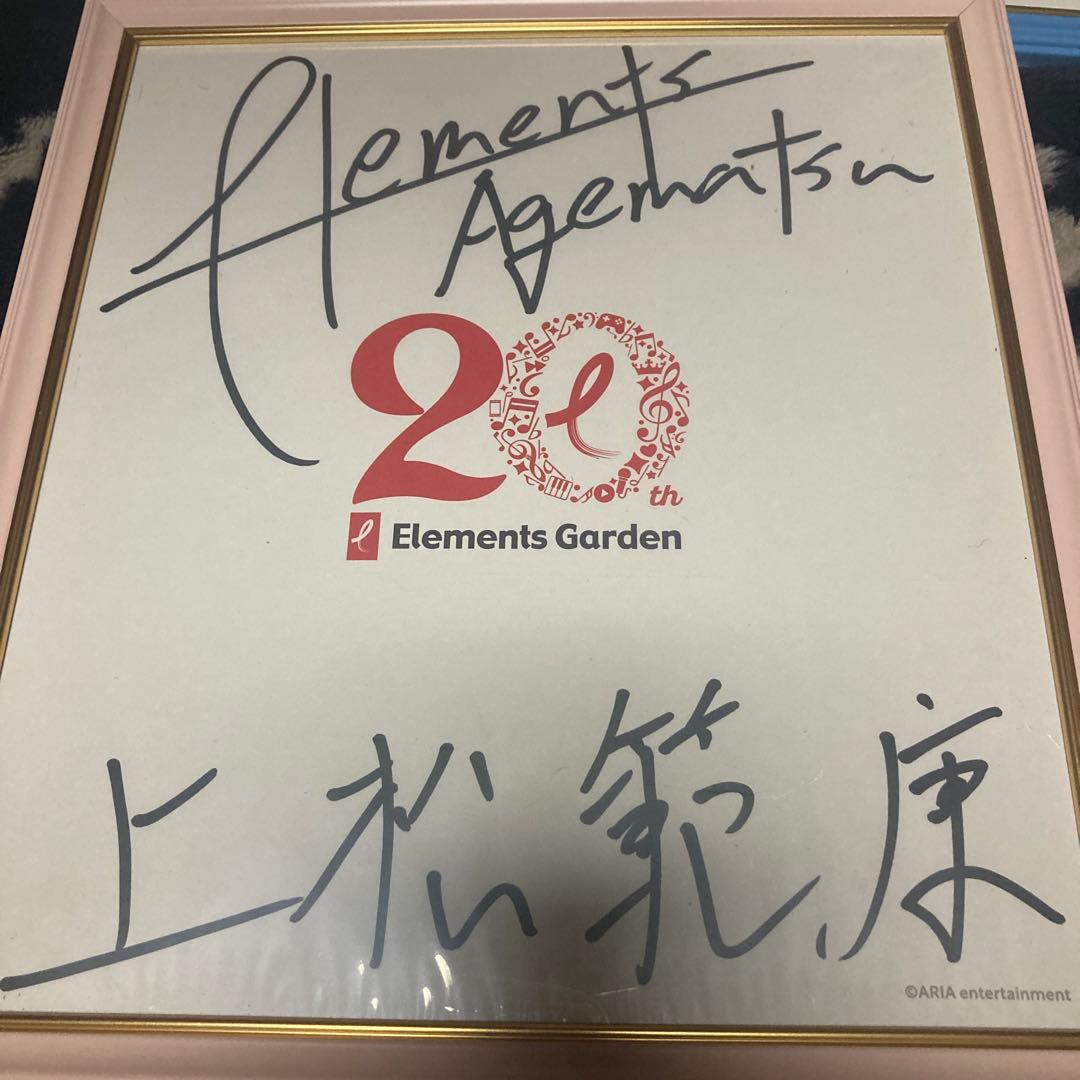 Elements
Agematsu
20th
Elements Garden
上松範康
©ARIA entertainment